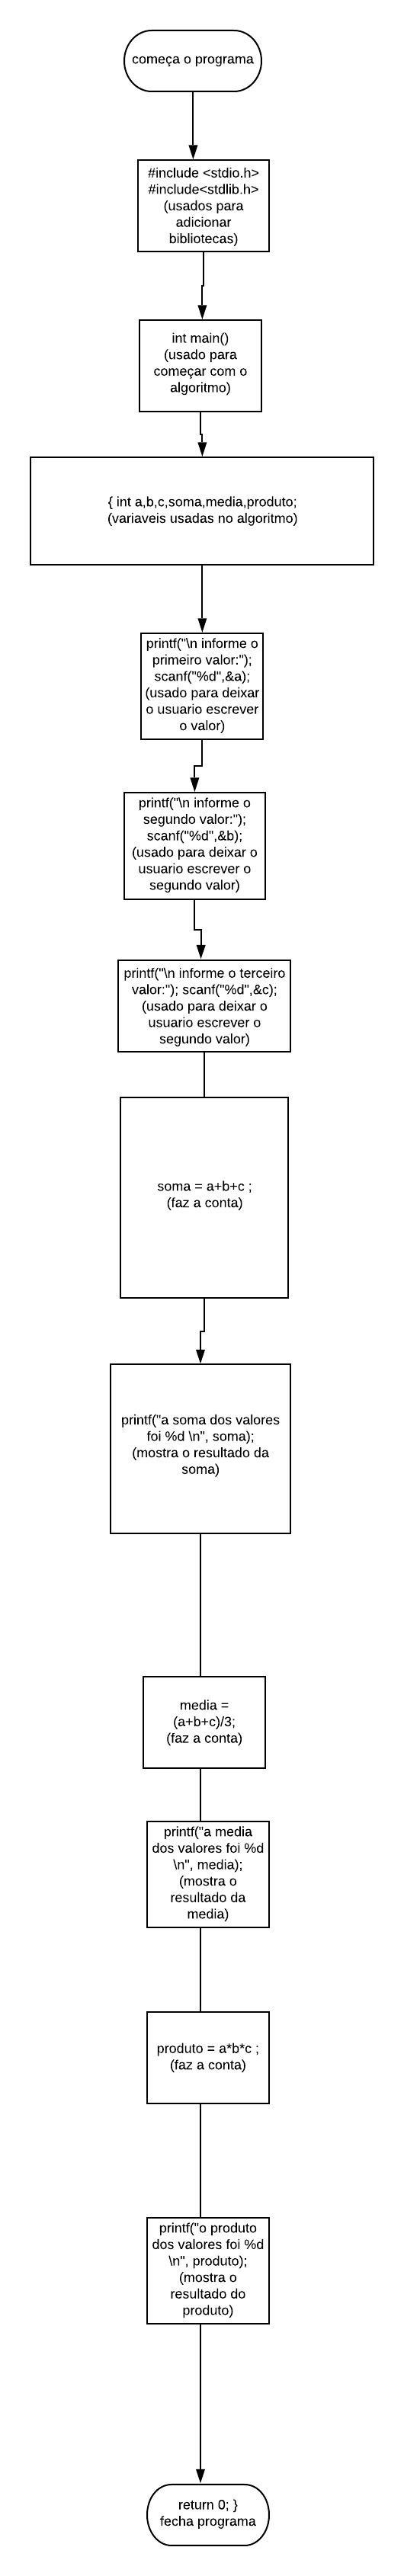 começa o programa
#include <stdio.h>
#include<stdlib.h>
(usados para
adicionar
bibliotecas)
int main()
(usado para
começar com o
algoritmo)
{ int a,b,c,soma,media,produto;
(variaveis usadas no algoritmo)
printf("\n informe o
primeiro valor:");
scanf("%d",&a);
(usado para deixar
o usuario escrever
o valor)
printf("\n informe o
segundo valor:");
scanf("%d",&b);
(usado para deixar o
usuario escrever o
segundo valor)
printf("\n informe o terceiro
valor:"); scanf("%d",&c);
(usado para deixar o
usuario escrever o
segundo valor)
soma = a+b+c ;
(faz a conta)
printf("a soma dos valores
foi %d \n", soma);
(mostra o resultado da
soma)
media =
(a+b+c)/3;
(faz a conta)
printf("a media
dos valores foi %d
\n", media);
(mostra o
resultado da
media)
produto = a*b*c ;
(faz a conta)
printf("o produto
dos valores foi %d
\n", produto);
(mostra o
resultado do
produto)
return 0; }
fecha programa